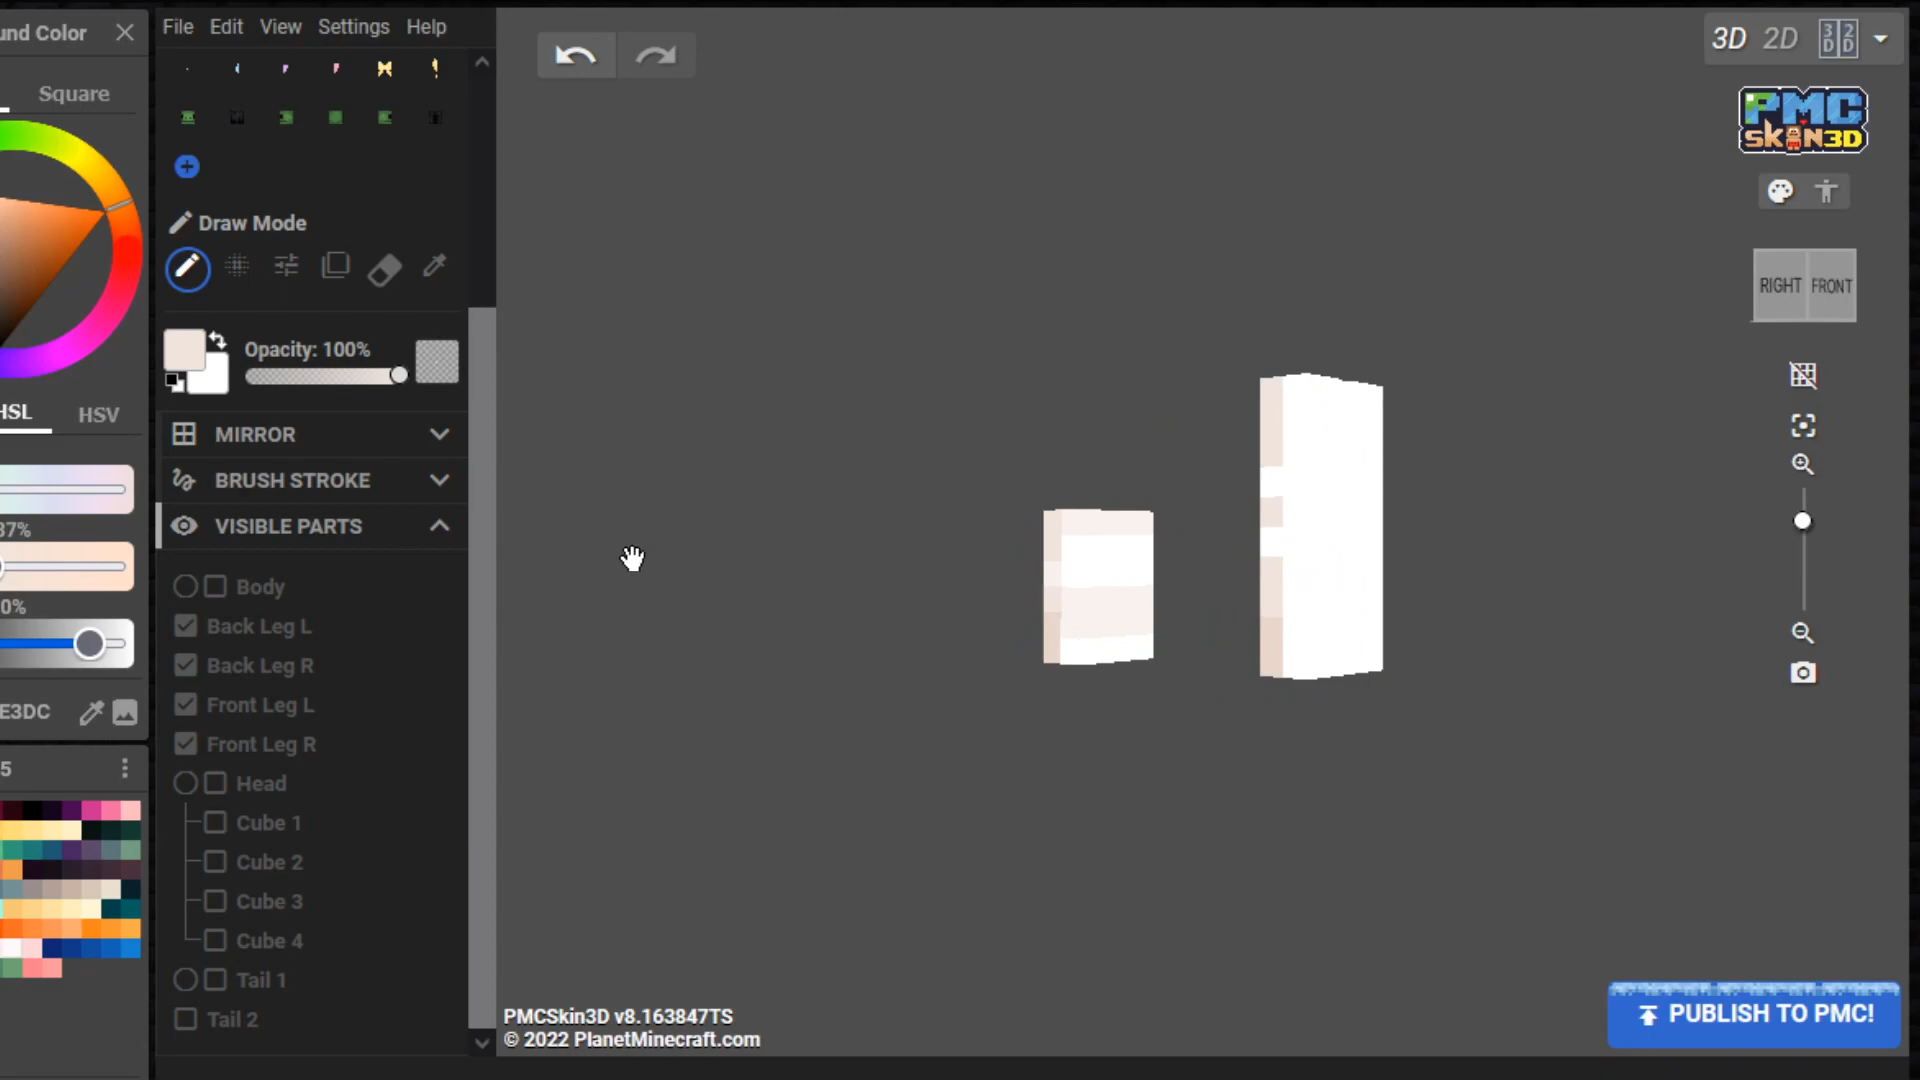 und Color
File Edit View Settings Help
3D 2D
3D 2D
Square
PMC
SKIN3D
Draw Mode
RIGHT FRONT
Opacity: 100%
HSL HSV
MIRROR
BRUSH STROKE
37%
VISIBLE PARTS
Body
0%
Back Leg L
Back Leg R
E3DC
Front Leg L
Front Leg R
5
Head
Cube 1
Cube 2
Cube 3
Cube 4
Tail 1
Tail 2
PMCSkin3D v8.163847TS
© 2022 PlanetMinecraft.com
PUBLISH TO PMC!